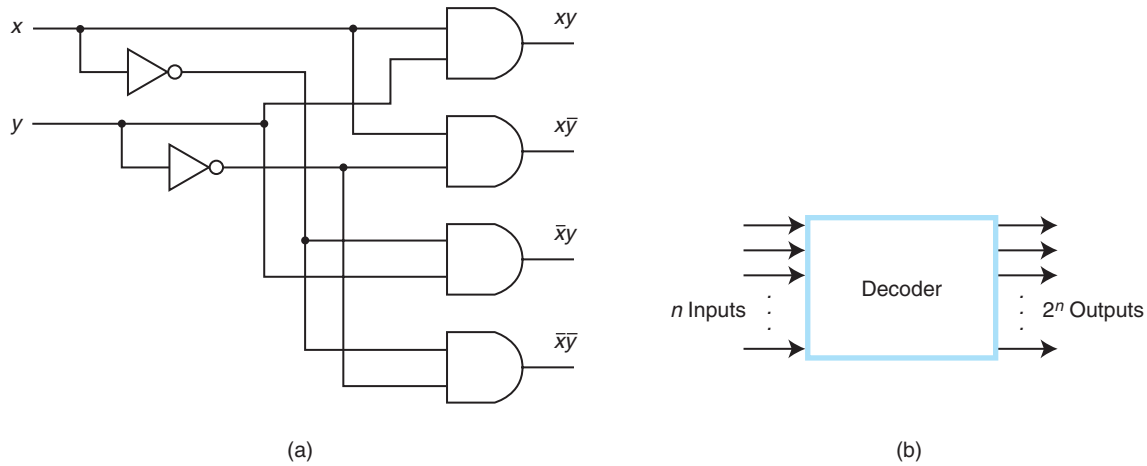 x
y
xy
xȳ
x̄y
x̄ȳ
(a)
n Inputs
Decoder
2ⁿ Outputs
(b)